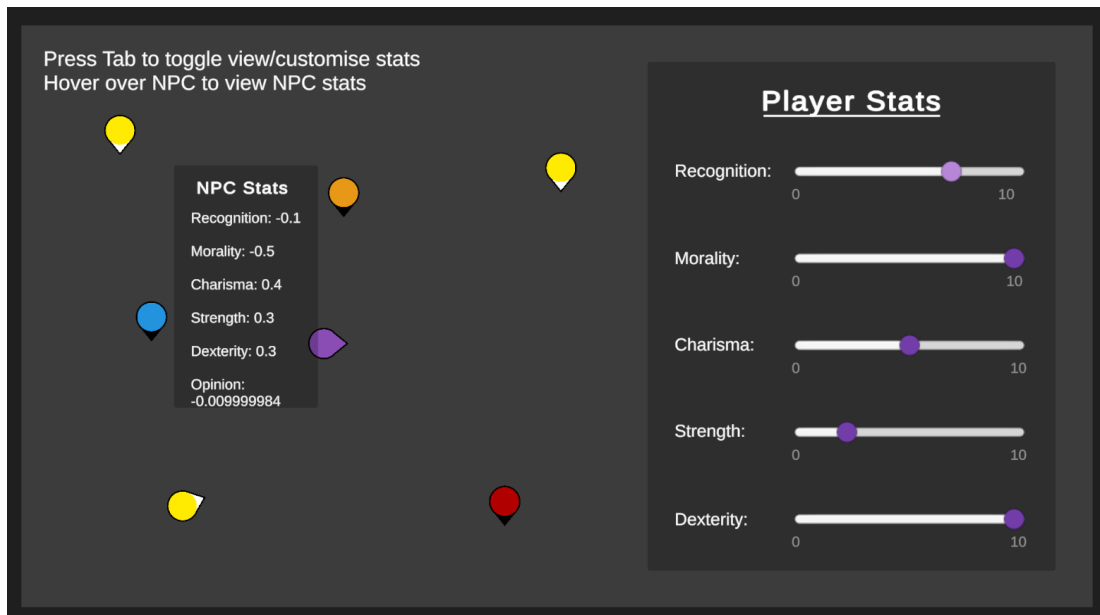 Press Tab to toggle view/customise stats
Hover over NPC to view NPC stats
NPC Stats
Recognition: -0.1
Morality: -0.5
Charisma: 0.4
Strength: 0.3
Dexterity: 0.3
Opinion:
-0.009999984
Player Stats
Recognition:
0 10
Morality:
0 10
Charisma:
0 10
Strength:
0 10
Dexterity:
0 10